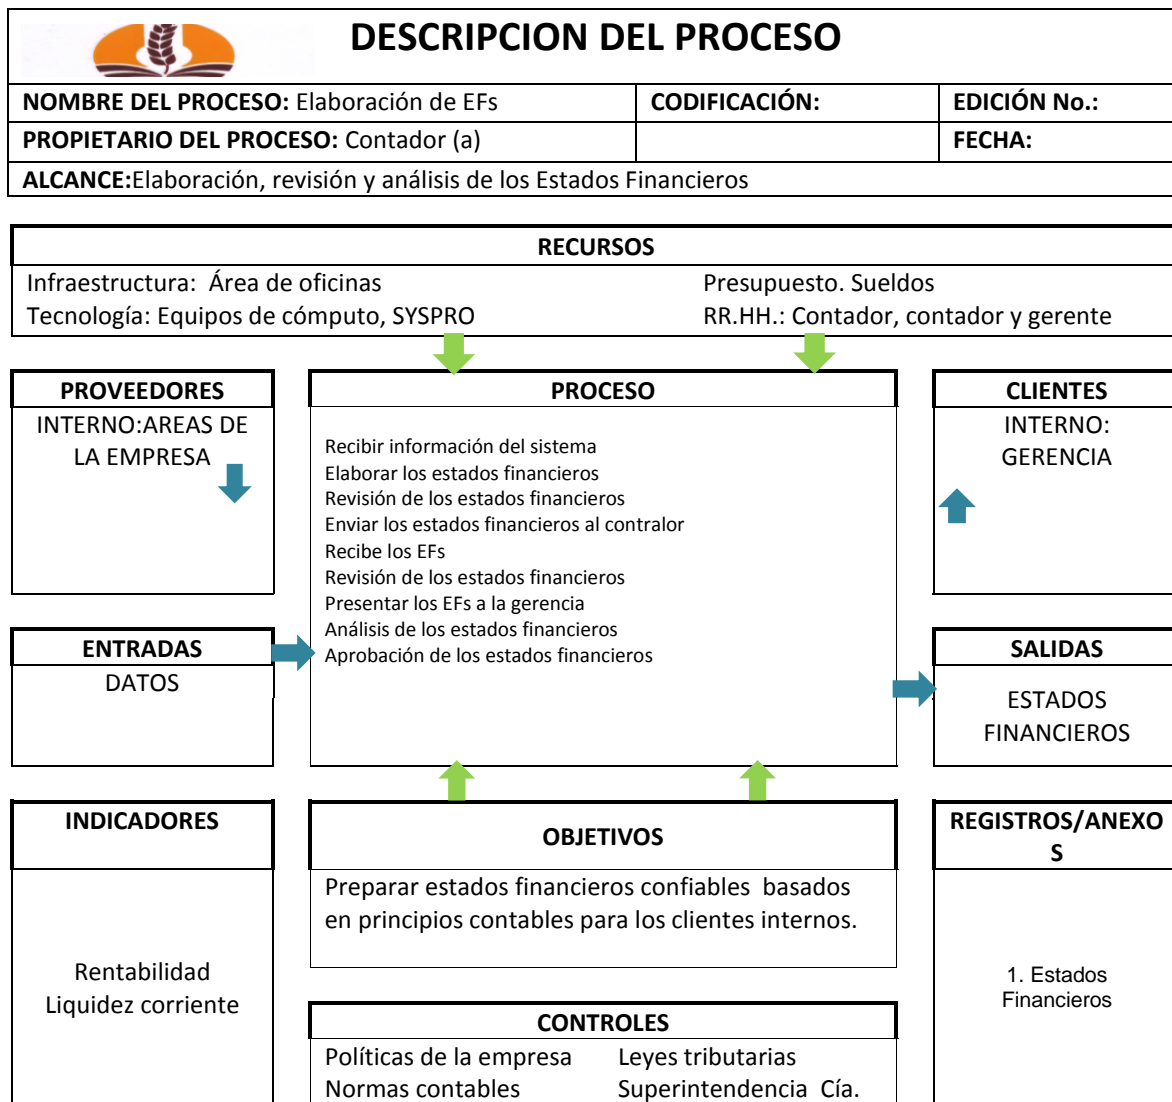 DESCRIPCION DEL PROCESO
NOMBRE DEL PROCESO: Elaboración de EFs
CODIFICACIÓN:
EDICIÓN No.:
PROPIETARIO DEL PROCESO: Contador (a)
FECHA:
ALCANCE:Elaboración, revisión y análisis de los Estados Financieros
RECURSOS
Infraestructura: Área de oficinas
Presupuesto. Sueldos
Tecnología: Equipos de cómputo, SYSPRO
RR.HH.: Contador, contador y gerente
PROVEEDORES
INTERNO:AREAS DE
LA EMPRESA
PROCESO
Recibir información del sistema
Elaborar los estados financieros
Revisión de los estados financieros
Enviar los estados financieros al contralor
Recibe los EFs
Revisión de los estados financieros
Presentar los EFs a la gerencia
Análisis de los estados financieros
Aprobación de los estados financieros
CLIENTES
INTERNO:
GERENCIA
ENTRADAS
DATOS
SALIDAS
ESTADOS
FINANCIEROS
INDICADORES
Rentabilidad
Liquidez corriente
OBJETIVOS
Preparar estados financieros confiables basados
en principios contables para los clientes internos.
CONTROLES
Políticas de la empresa
Leyes tributarias
Normas contables
Superintendencia Cía.
REGISTROS/ANEXO
S
1. Estados
Financieros